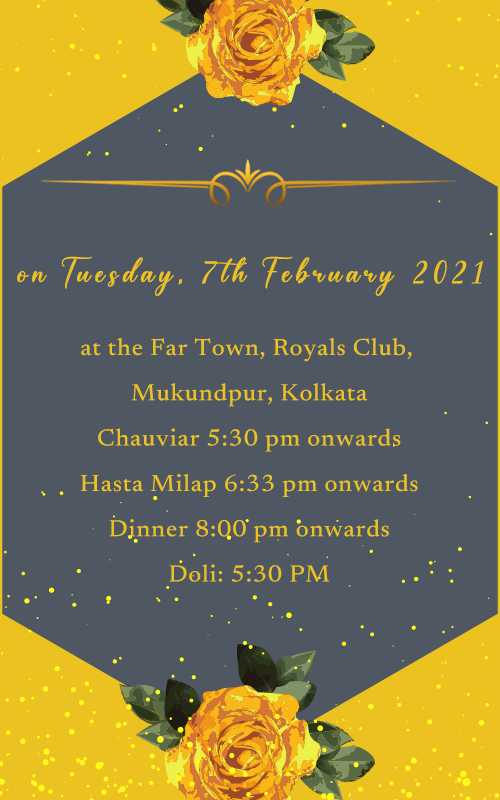 on Tuesday, 7th February 2021
at the Far Town, Royals Club,
Mukundpur, Kolkata
Chauviar 5:30 pm onwards
Hasta Milap 6:33 pm onwards
Dinner 8:00 pm onwards
Doli: 5:30 PM